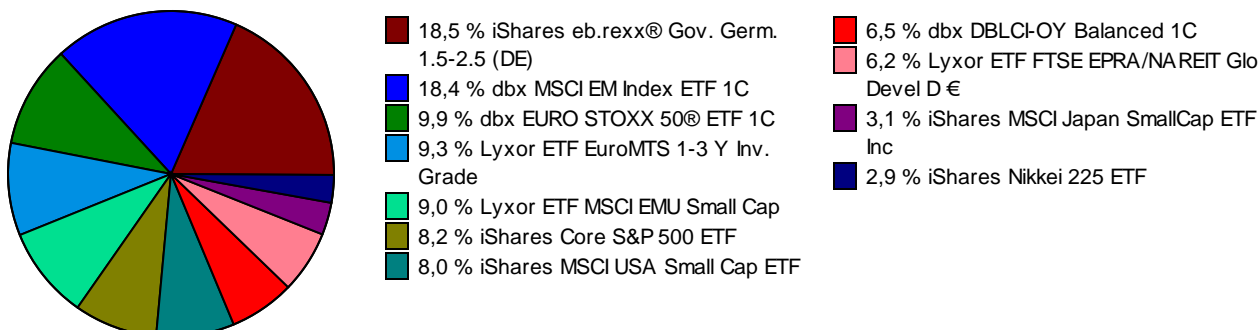 18,5 % iShares eb.rexx® Gov. Germ.
1.5-2.5 (DE)
18,4 % dbx MSCI EM Index ETF 1C
9,9 % dbx EURO STOXX 50® ETF 1C
9,3 % Lyxor ETF EuroMTS 1-3 Y Inv.
Grade
9,0 % Lyxor ETF MSCI EMU Small Cap
8,2 % iShares Core S&P 500 ETF
8,0 % iShares MSCI USA Small Cap ETF
6,5 % dbx DBLCI-OY Balanced 1C
6,2 % Lyxor ETF FTSE EPRA/NAREIT Glo
Devel D €
3,1 % iShares MSCI Japan SmallCap ETF
Inc
2,9 % iShares Nikkei 225 ETF